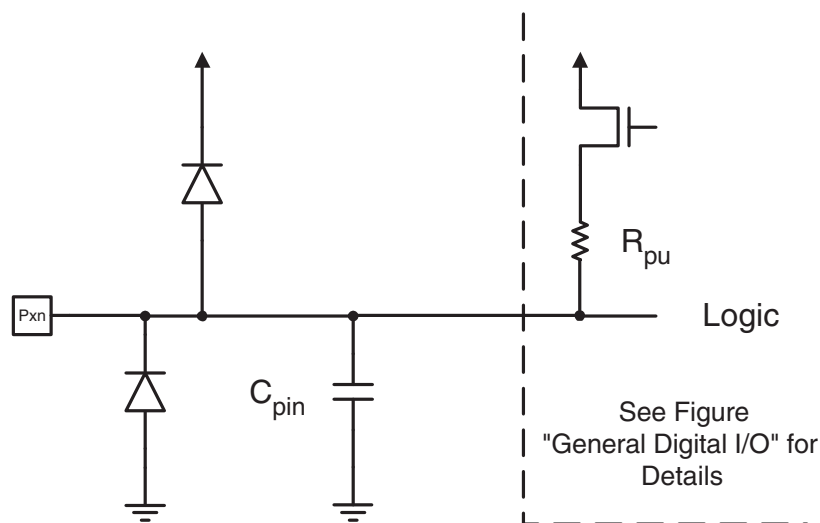 R_pu
Pxn
Logic
C_pin
See Figure
"General Digital I/O" for
Details